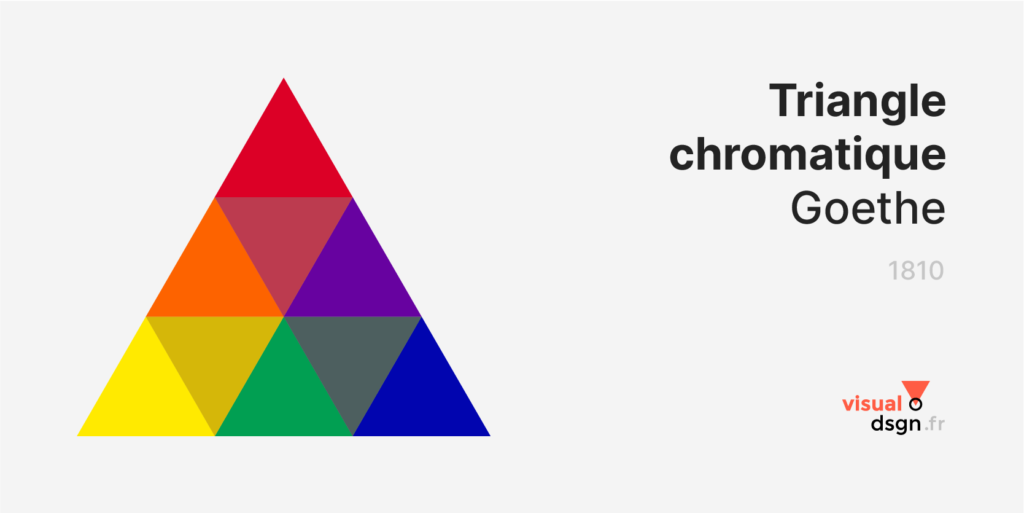 Triangle
chromatique
Goethe
1810
visual
dsgn.fr